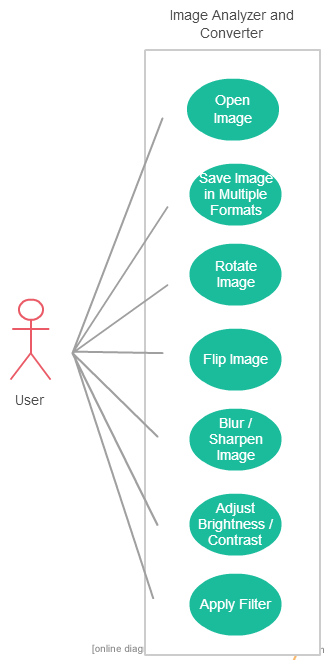 Image Analyzer and
Converter
Open
Image
Save Image
in Multiple
Formats
Rotate
Image
Flip Image
User
Blur /
Sharpen
Image
Adjust
Brightness /
Contrast
Apply Filter
[online